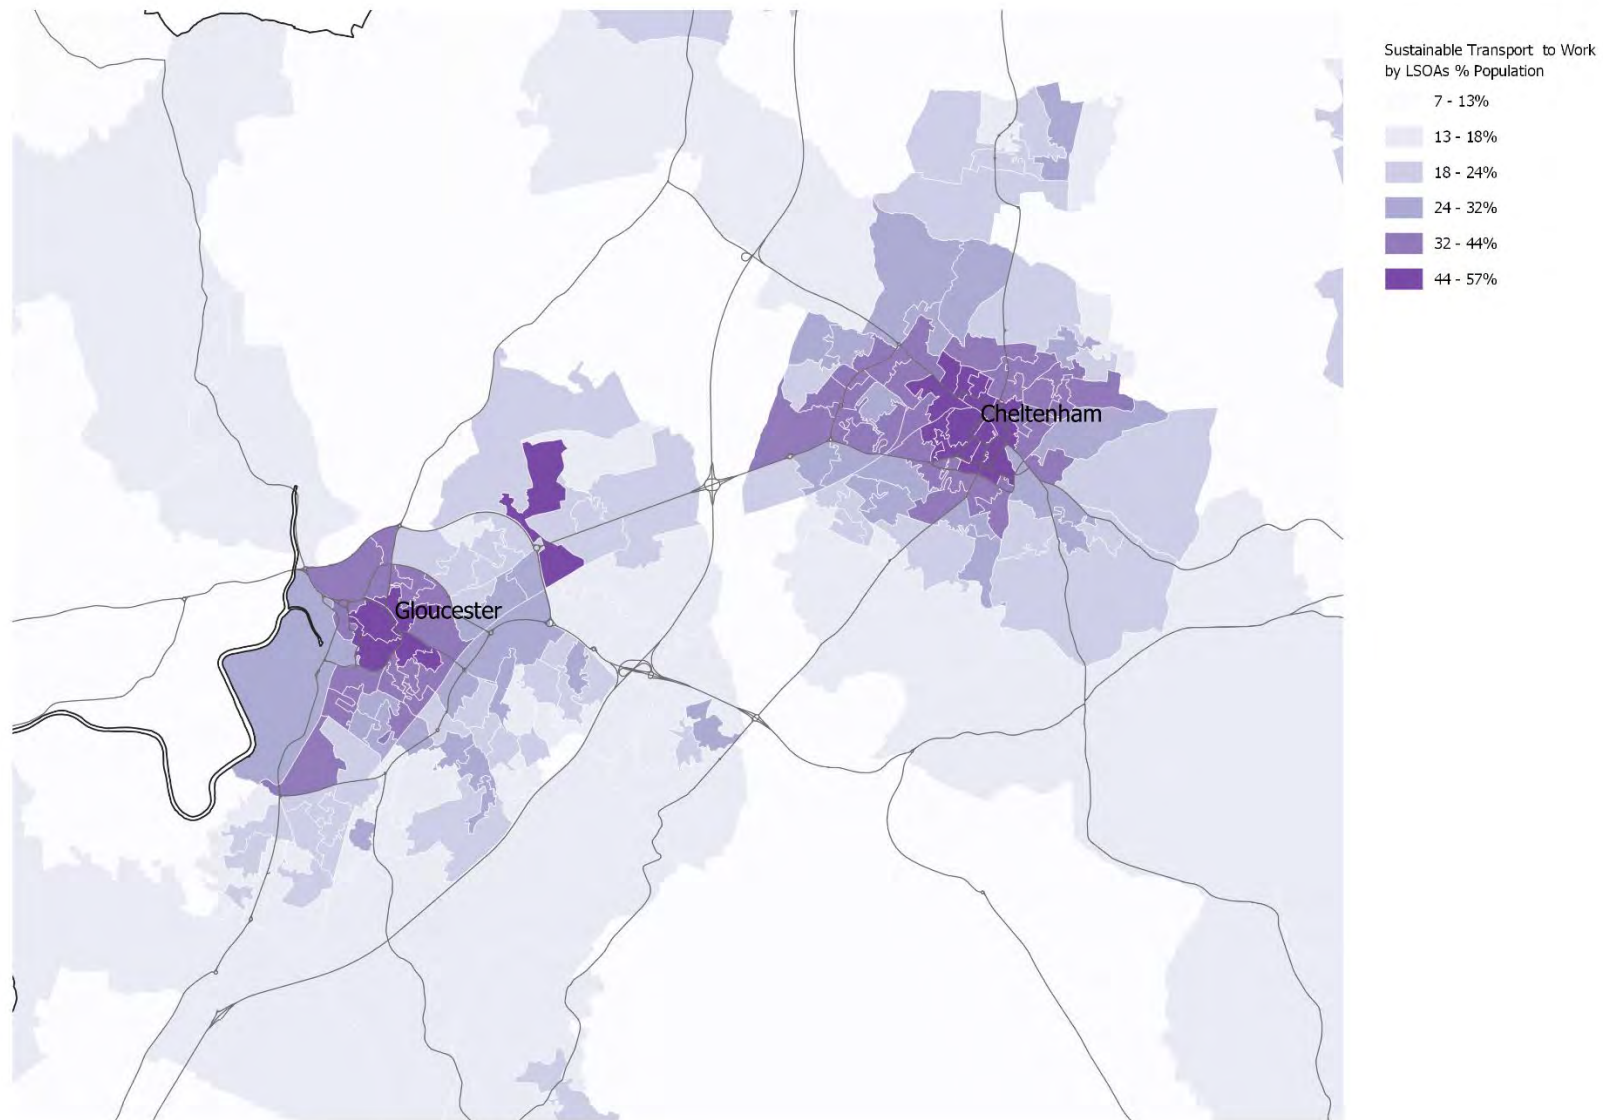 Sustainable Transport to Work
by LSOAs % Population
7 - 13%
13 - 18%
18 - 24%
24 - 32%
32 - 44%
44 - 57%
Cheltenham
Gloucester